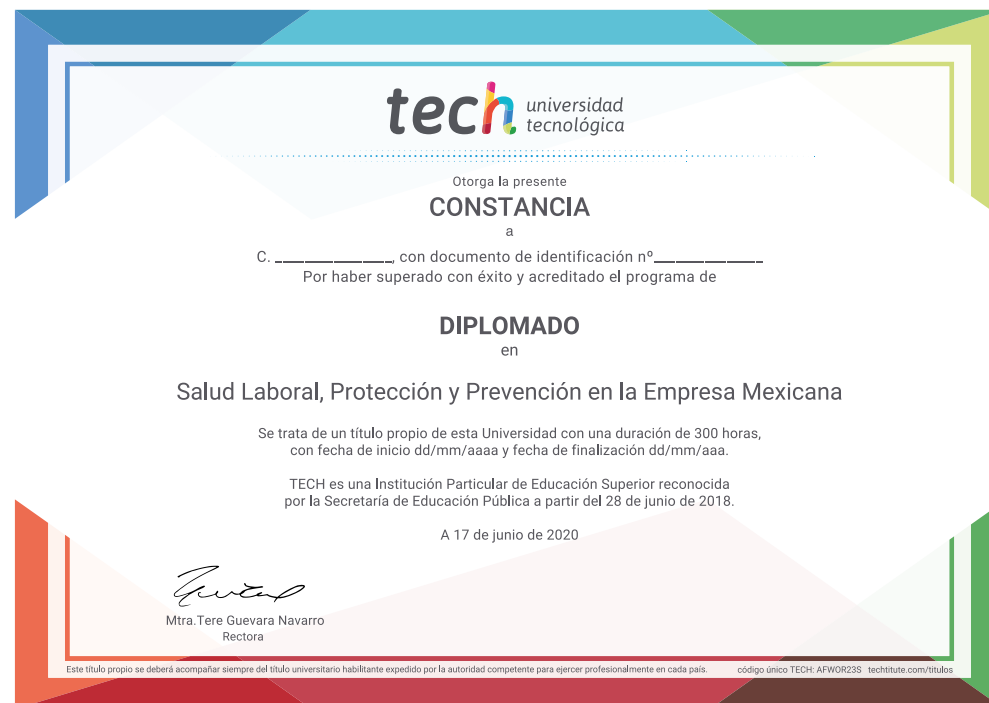 tech universidad
tecnológica
Otorga la presente
CONSTANCIA
a
C. ______________, con documento de identificación nº_____________
Por haber superado con éxito y acreditado el programa de
DIPLOMADO
en
Salud Laboral, Protección y Prevención en la Empresa Mexicana
Se trata de un título propio de esta Universidad con una duración de 300 horas,
con fecha de inicio dd/mm/aaaa y fecha de finalización dd/mm/aaa.
TECH es una Institución Particular de Educación Superior reconocida
por la Secretaría de Educación Pública a partir del 28 de junio de 2018.
A 17 de junio de 2020
Mtra.Tere Guevara Navarro
Rectora
Este título propio se deberá acompañar siempre del título universitario habilitante expedido por la autoridad competente para ejercer profesionalmente en cada país. código único TECH: AFWOR23S techtitute.com/titulos